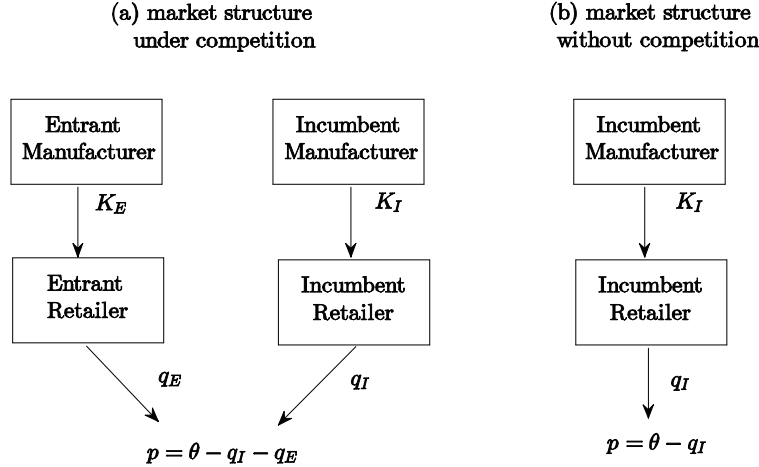 (a) market structure
under competition
Entrant
Manufacturer
K_E
Entrant
Retailer
q_E
Incumbent
Manufacturer
K_I
Incumbent
Retailer
q_I
p = θ − q_I − q_E
(b) market structure
without competition
Incumbent
Manufacturer
K_I
Incumbent
Retailer
q_I
p = θ − q_I